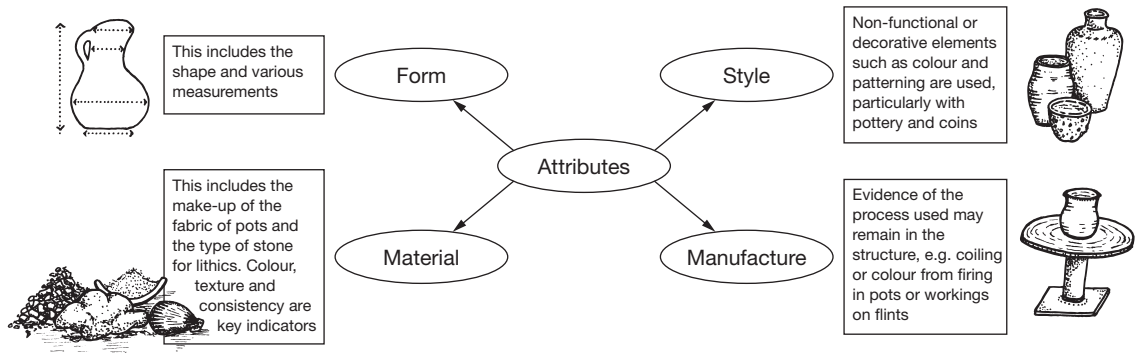 This includes the
shape and various
measurements
Form
Style
Non-functional or
decorative elements
such as colour and
patterning are used,
particularly with
pottery and coins
Attributes
This includes the
make-up of the
fabric of pots and
the type of stone
for lithics. Colour,
texture and
consistency are
key indicators
Material
Manufacture
Evidence of the
process used may
remain in the
structure, e.g. coiling
or colour from firing
in pots or workings
on flints